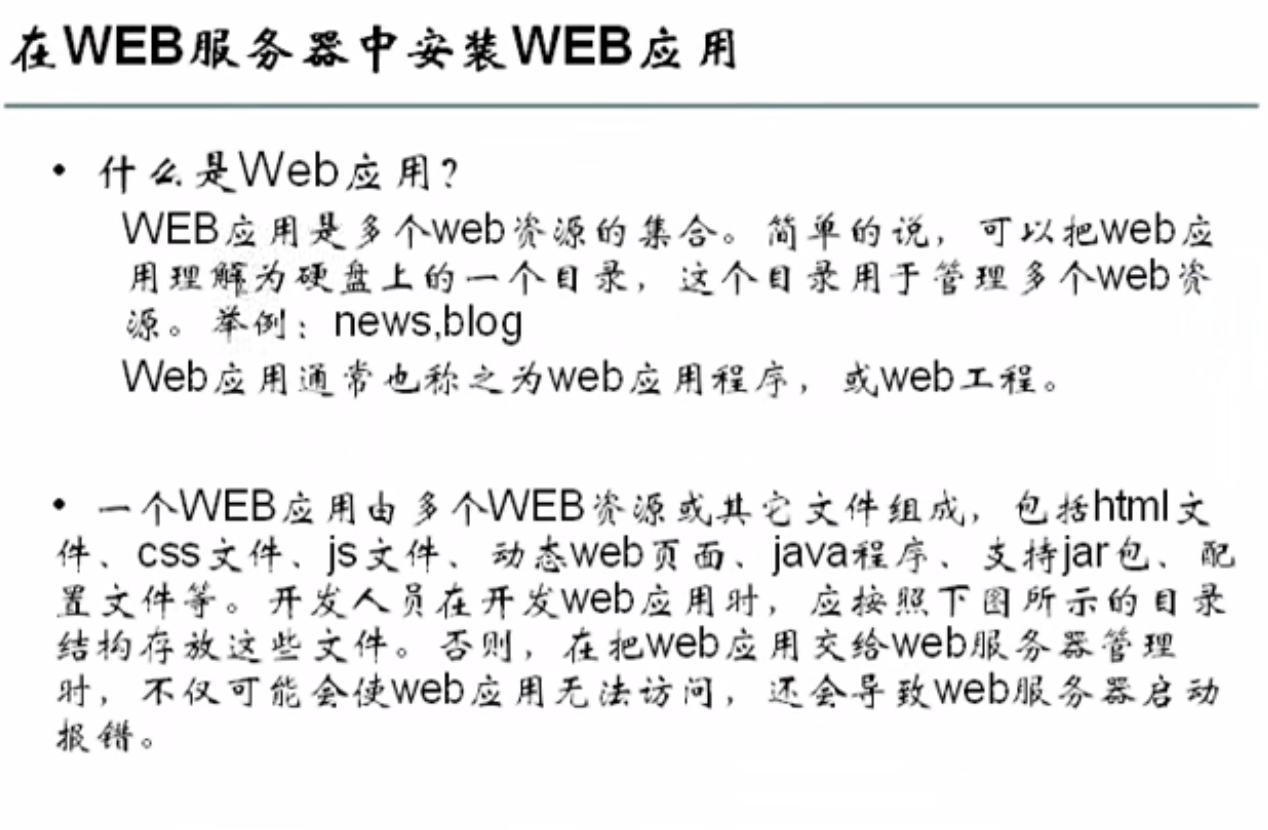 在WEB服务器中安装WEB应用
• 什么是Web应用？
WEB应用是多个web资源的集合。简单的说，可以把web应
用理解为硬盘上的一个目录，这个目录用于管理多个web资
源。举例：news,blog
Web应用通常也称之为web应用程序，或web工程。
• 一个WEB应用由多个WEB资源或其它文件组成，包括html文
件、css文件、js文件、动态web页面、java程序、支持jar包、配
置文件等。开发人员在开发web应用时，应按照下图所示的目录
结构存放这些文件。否则，在把web应用交给web服务器管理
时，不仅可能会使web应用无法访问，还会导致web服务器启动
报错。